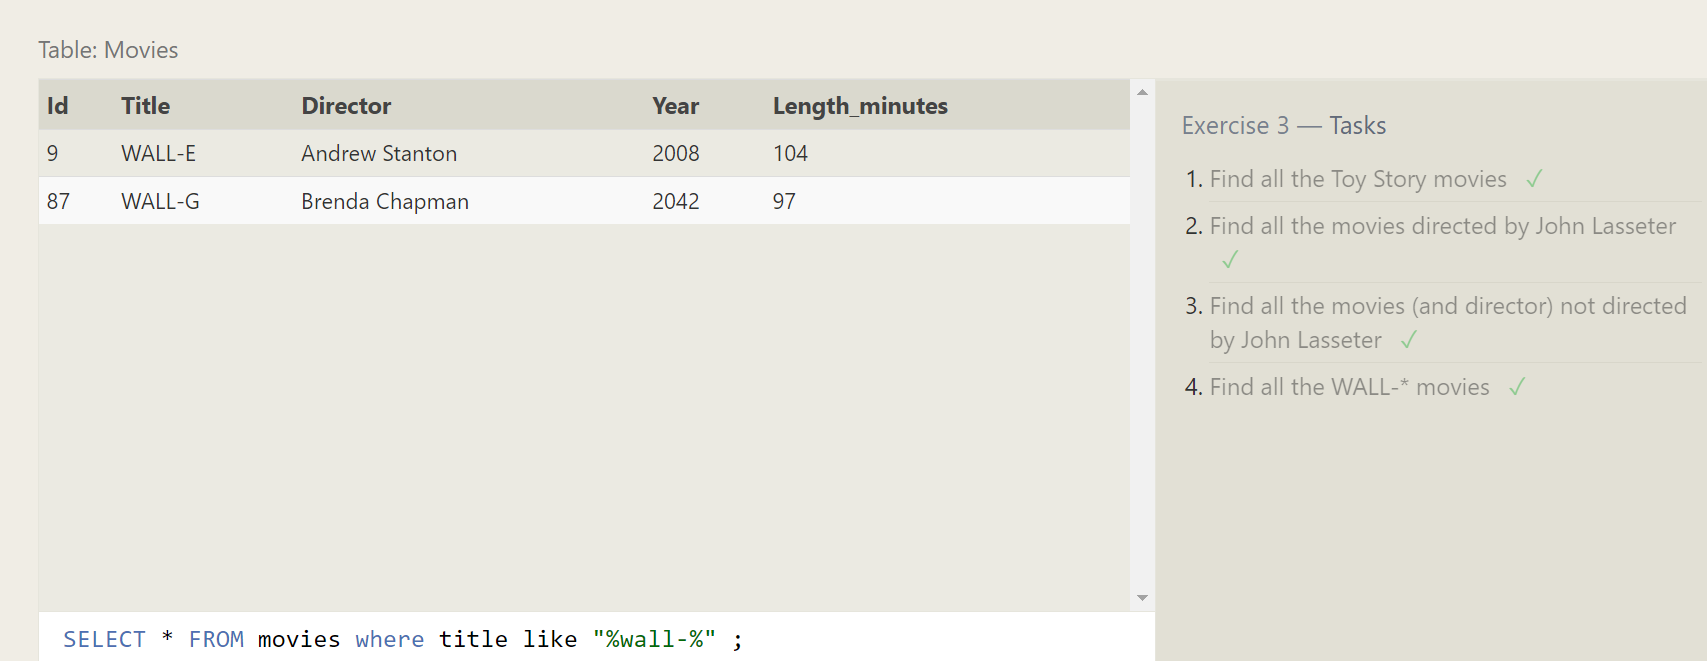 Table: Movies
Id Title Director Year Length_minutes
9 WALL-E Andrew Stanton 2008 104
87 WALL-G Brenda Chapman 2042 97
SELECT * FROM movies where title like "%wall-%" ;
Exercise 3 — Tasks
1. Find all the Toy Story movies ✓
2. Find all the movies directed by John Lasseter
✓
3. Find all the movies (and director) not directed
by John Lasseter ✓
4. Find all the WALL-* movies ✓